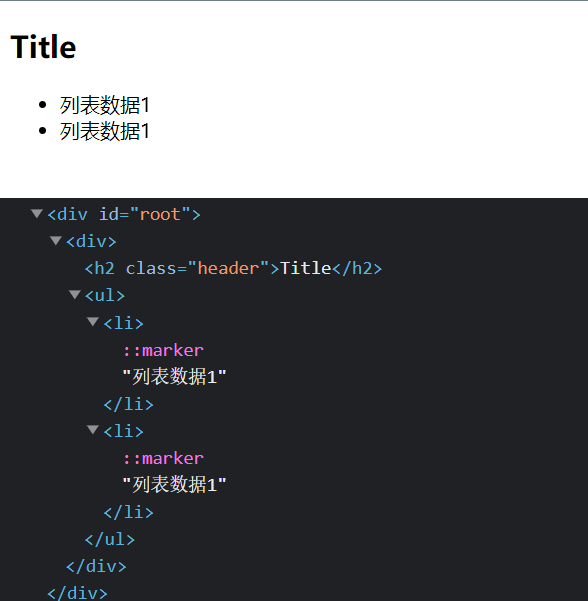 Title
列表数据1
列表数据1
<div id="root">
<div>
<h2 class="header">Title</h2>
<ul>
<li>
::marker
"列表数据1"
</li>
<li>
::marker
"列表数据1"
</li>
</ul>
</div>
</div>